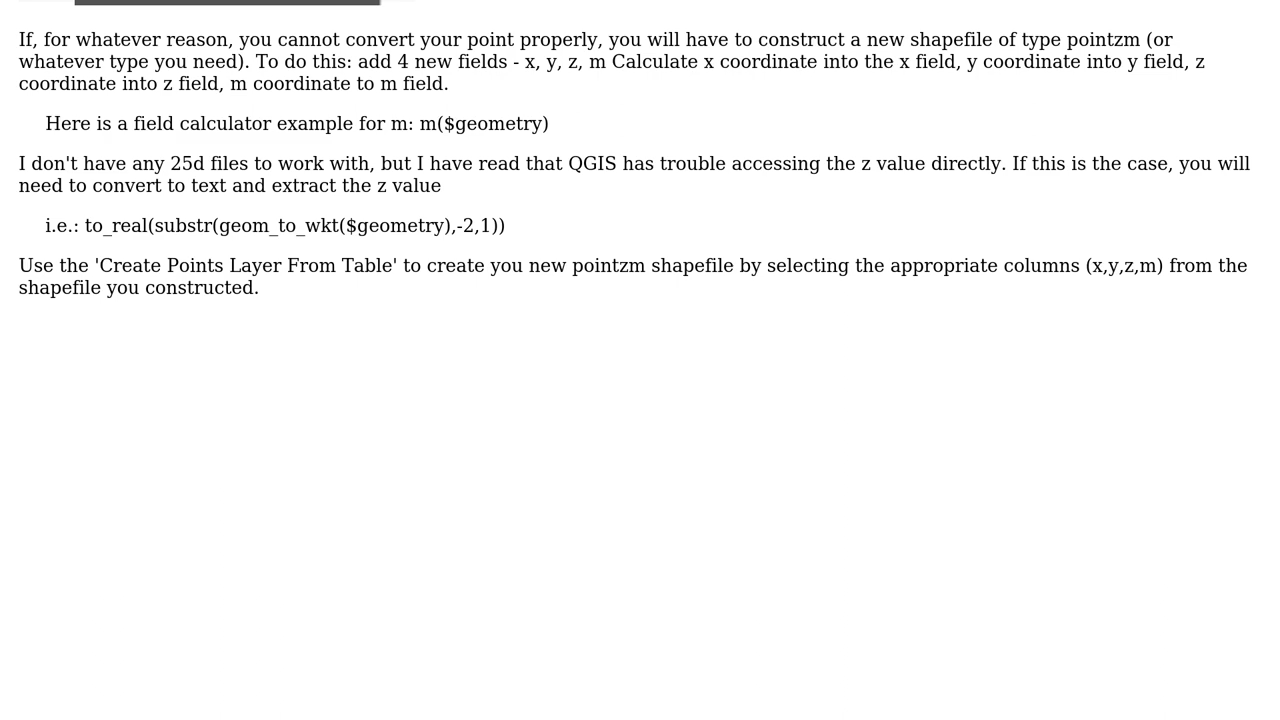 If, for whatever reason, you cannot convert your point properly, you will have to construct a new shapefile of type pointzm (or
whatever type you need). To do this: add 4 new fields - x, y, z, m Calculate x coordinate into the x field, y coordinate into y field, z
coordinate into z field, m coordinate to m field.
Here is a field calculator example for m: m($geometry)
I don't have any 25d files to work with, but I have read that QGIS has trouble accessing the z value directly. If this is the case, you will
need to convert to text and extract the z value
i.e.: to_real(substr(geom_to_wkt($geometry),-2,1))
Use the 'Create Points Layer From Table' to create you new pointzm shapefile by selecting the appropriate columns (x,y,z,m) from the
shapefile you constructed.